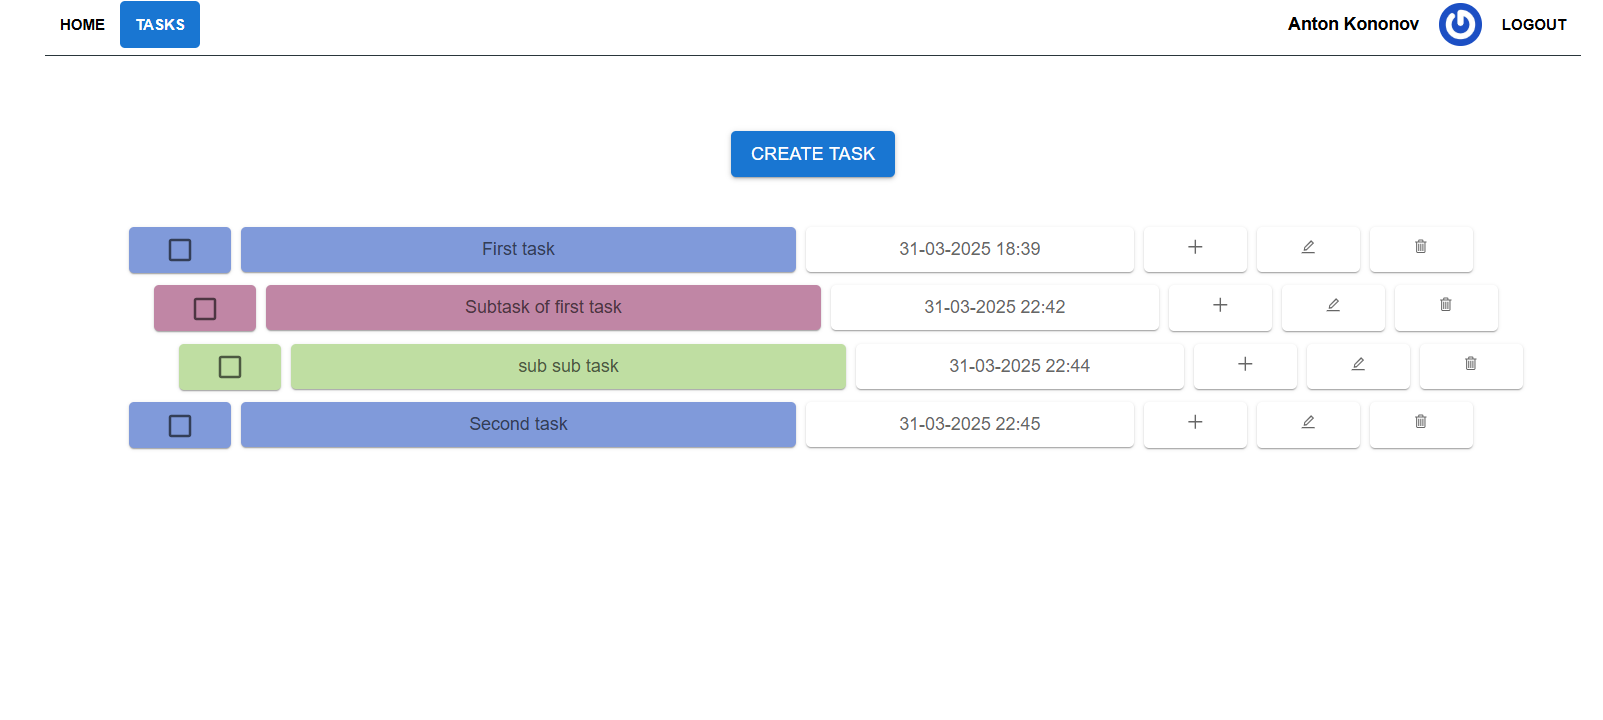 HOME TASKS Anton Kononov LOGOUT
CREATE TASK
First task 31-03-2025 18:39
Subtask of first task 31-03-2025 22:42
sub sub task 31-03-2025 22:44
Second task 31-03-2025 22:45